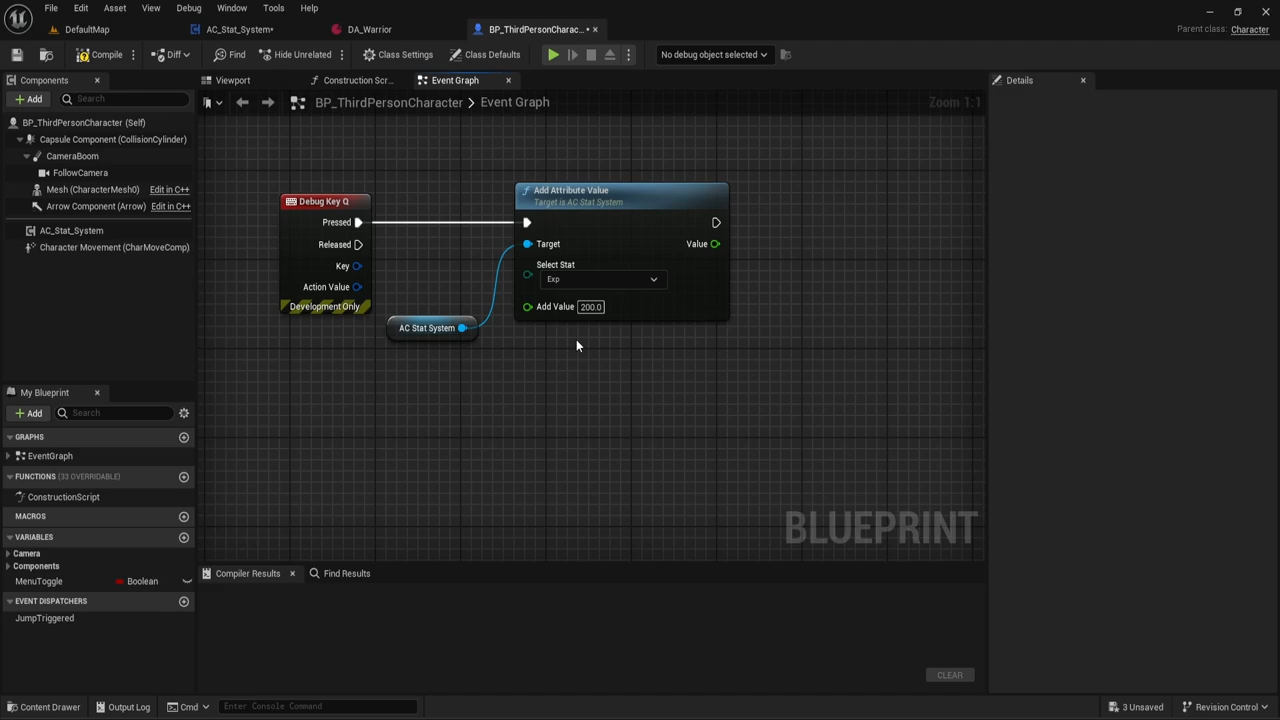 File Edit Asset View Debug Window Tools Help
DefaultMap AC_Stat_System* DA_Warrior BP_ThirdPersonCharac...* Parent class: Character
Compile Diff Find Hide Unrelated Class Settings Class Defaults No debug object selected
Components
Viewport Construction Scr... Event Graph Details
Add Search
BP_ThirdPersonCharacter > Event Graph Zoom 1:1
BP_ThirdPersonCharacter (Self)
Capsule Component (CollisionCylinder)
CameraBoom
FollowCamera
Mesh (CharacterMesh0) Edit in C++
Arrow Component (Arrow) Edit in C++
AC_Stat_System
Character Movement (CharMoveComp)
Debug Key Q
Pressed
Released
Key
Action Value
Development Only
AC Stat System
Add Attribute Value
Target is AC Stat System
Target Value
Select Stat
Exp
Add Value 200.0
BLUEPRINT
My Blueprint
Add Search
GRAPHS
EventGraph
FUNCTIONS (33 OVERRIDABLE)
ConstructionScript
MACROS
VARIABLES
Camera
Components
MenuToggle Boolean
EVENT DISPATCHERS
JumpTriggered
Compiler Results Find Results
CLEAR
Content Drawer Output Log Cmd Enter Console Command 3 Unsaved Revision Control